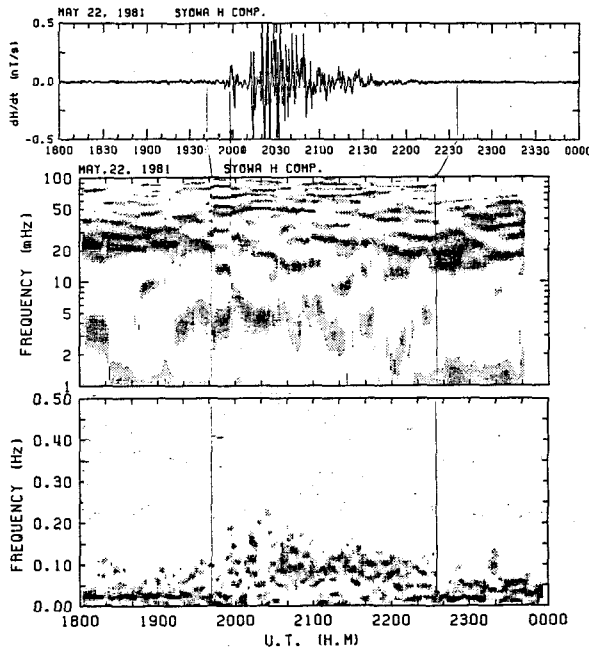 MAY 22, 1981 SYOWA H COMP.
0.5
0.0
-0.5
dH/dt (nT/s)
1800 1830 1900 1930 2000 2030 2100 2130 2200 2230 2300 2330 0000
MAY.22. 1981 SYOWA H COMP.
100
50
20
10
5
2
1
FREQUENCY (mHz)
0.50
0.40
0.30
0.20
0.10
0.00
FREQUENCY (Hz)
1800 1900 2000 2100 2200 2300 0000
U.T. (H.M)